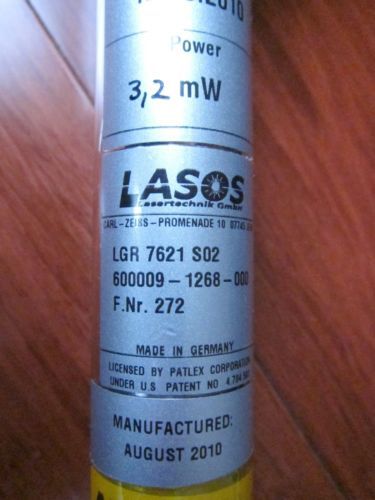 Power
3,2 mW
LASOS
Lasertechnik GmbH
CARL-ZEISS-PROMENADE 10 07745
LGR 7621 S02
600009-1268-000
F.Nr. 272
MADE IN GERMANY
LICENSED BY PATLEX CORPORATION
UNDER U.S. PATENT NO
MANUFACTURED:
AUGUST 2010